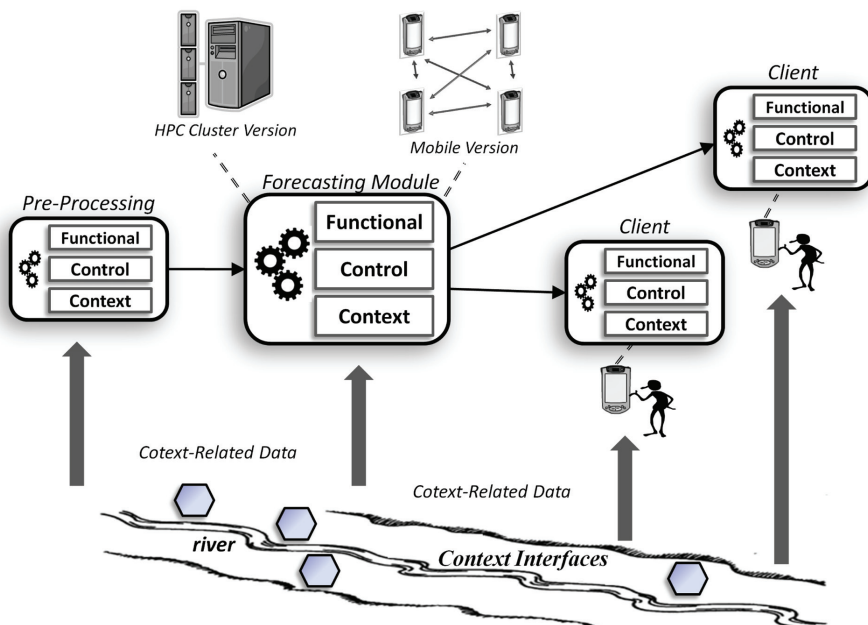 HPC Cluster Version
Mobile Version
Client
Functional
Control
Context
Forecasting Module
Functional
Control
Context
Pre-Processing
Functional
Control
Context
Client
Functional
Control
Context
Cotext-Related Data
Cotext-Related Data
river
Context Interfaces